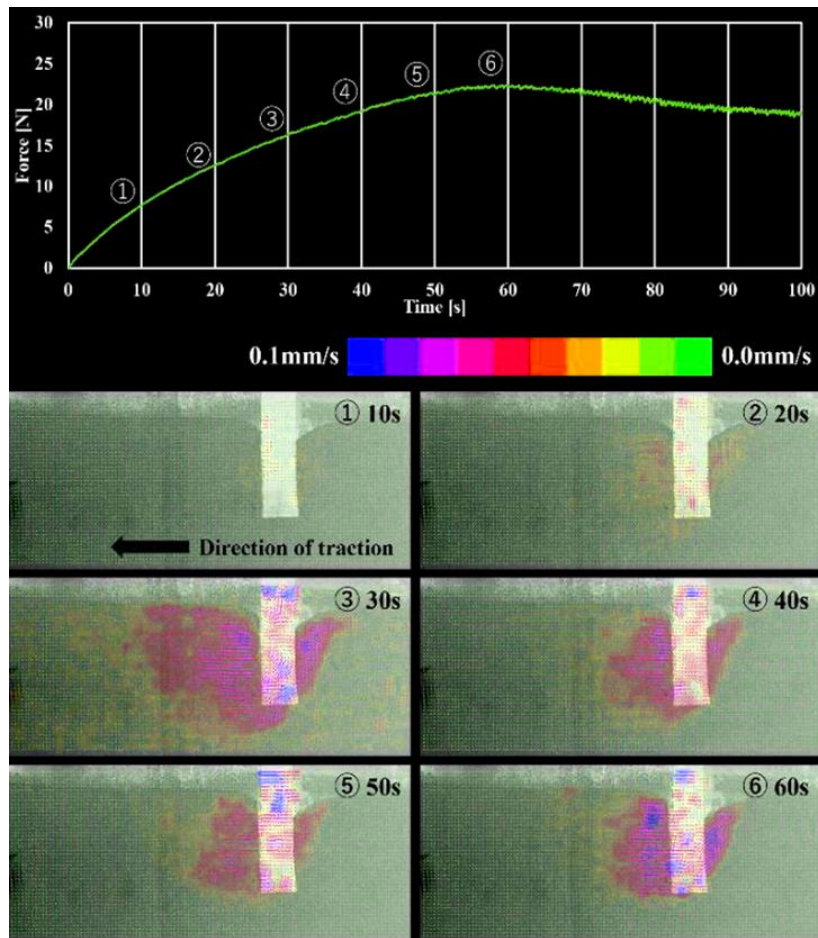 Force [N]
30
25
20
15
10
5
0
① ② ③ ④ ⑤ ⑥
0 10 20 30 40 50 60 70 80 90 100
Time [s]
0.1mm/s 0.0mm/s
① 10s
Direction of traction
② 20s
③ 30s
④ 40s
⑤ 50s
⑥ 60s